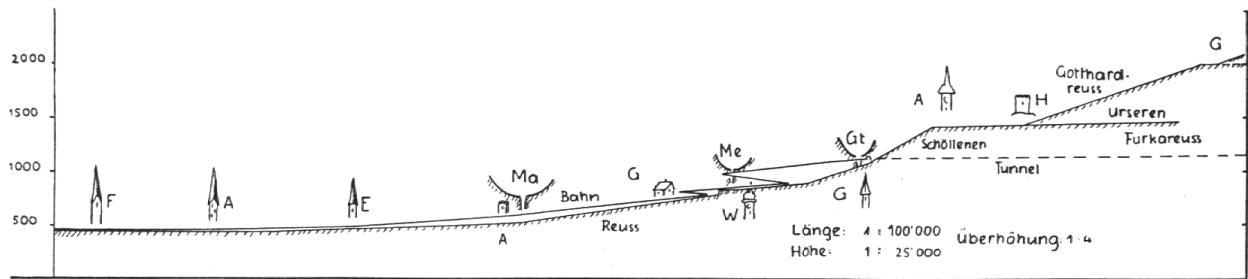 2000
1500
1000
500
F
A
E
Ma
A
Bahn
Reuss
G
Me
W
Gt
G
A
H
Schöllenen
Gotthard-
reuss
Urseren
Furkareuss
Tunnel
G
Länge: 1 : 100'000
Höhe: 1 : 25'000
Überhöhung: 1:4